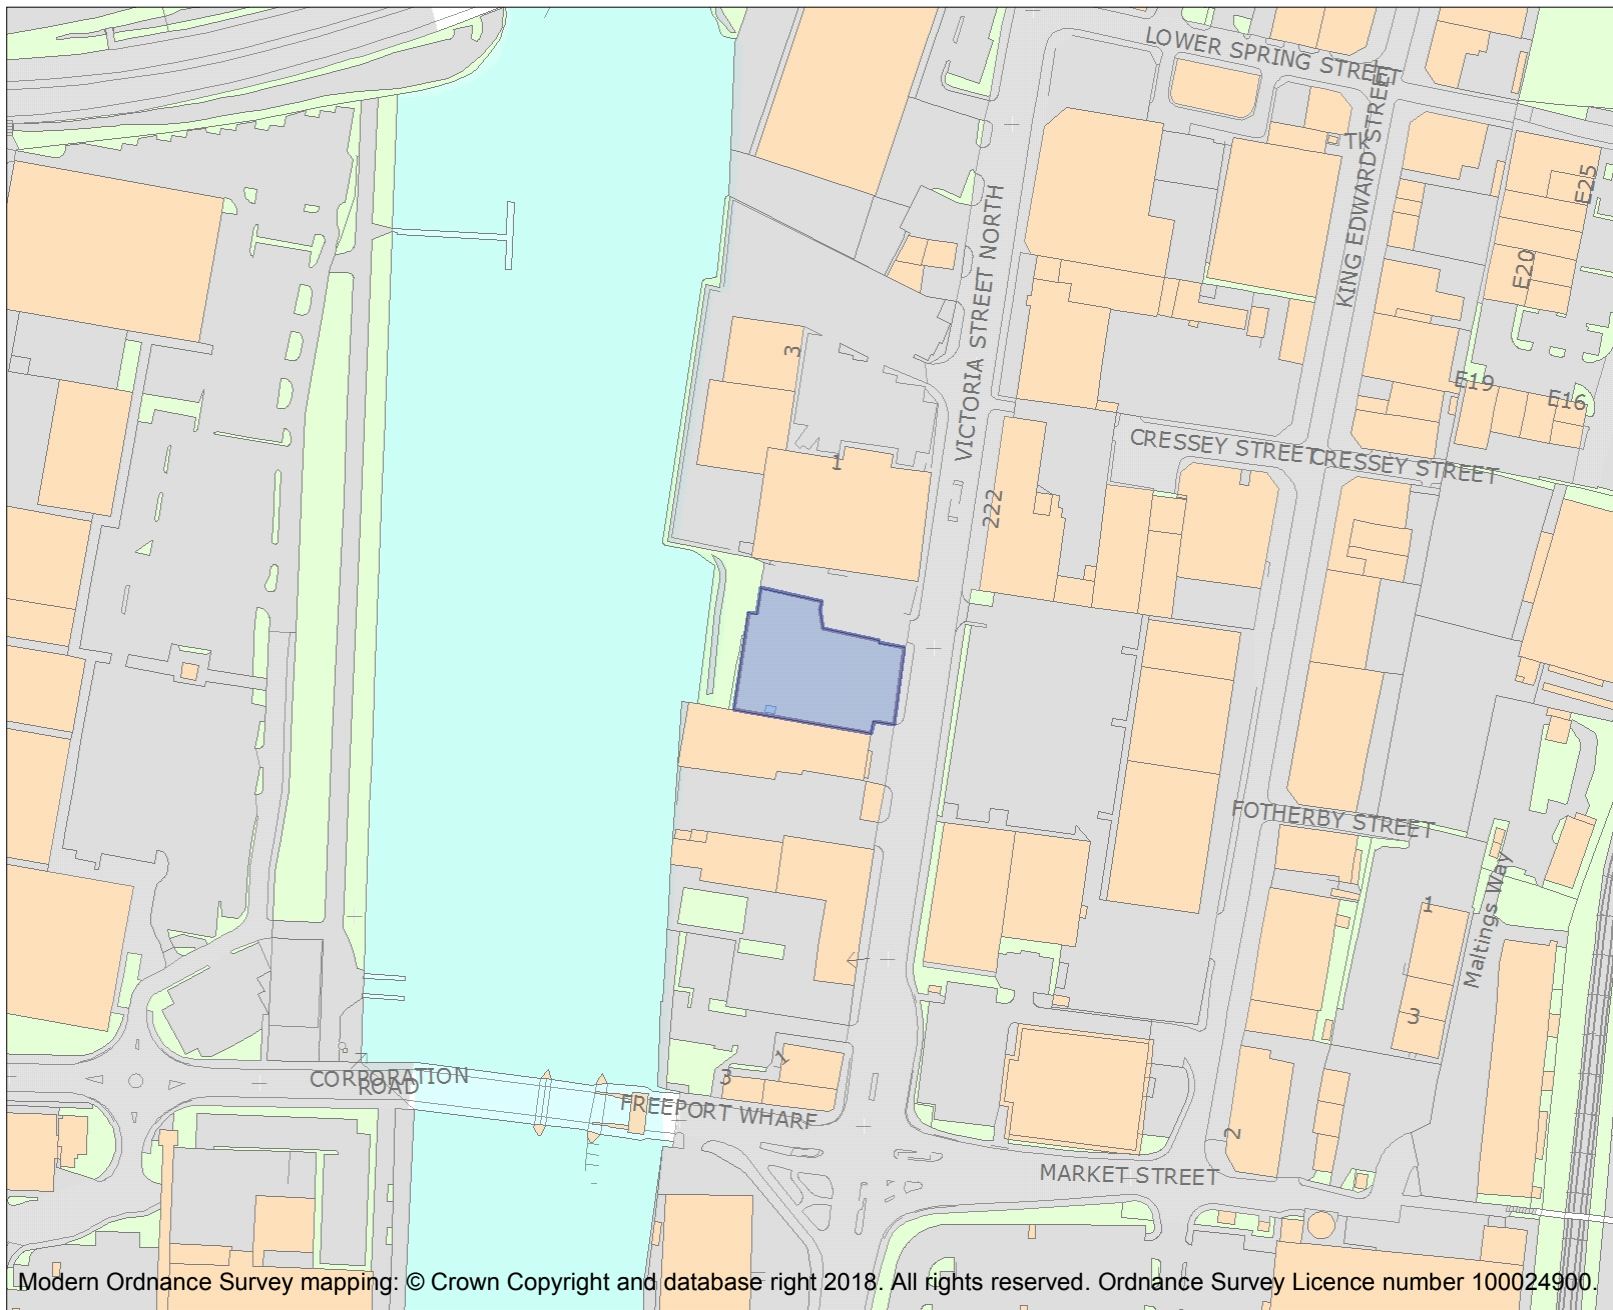 LOWER SPRING STREET
TK
KING EDWARD STREET
E25
E20
VICTORIA STREET NORTH
3
E19
E16
CRESSEY STREET
CRESSEY STREET
1
222
FOTHERBY STREET
1
Maltings Way
3
CORPORATION
ROAD
1
3
FREEPORT WHARF
2
MARKET STREET
Modern Ordnance Survey mapping: © Crown Copyright and database right 2018. All rights reserved. Ordnance Survey Licence number 100024900.